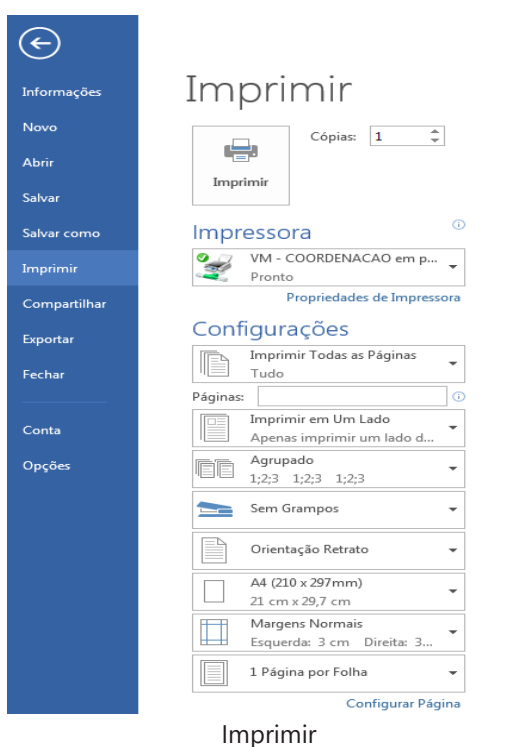 Informações
Novo
Abrir
Salvar
Salvar como
Imprimir
Compartilhar
Exportar
Fechar
Conta
Opções
Imprimir
Imprimir
Cópias: 1
Impressora
VM - COORDENACAO em p...
Pronto
Propriedades de Impressora
Configurações
Imprimir Todas as Páginas
Tudo
Páginas:
Imprimir em Um Lado
Apenas imprimir um lado d...
Agrupado
1;2;3 1;2;3 1;2;3
Sem Grampos
Orientação Retrato
A4 (210 x 297mm)
21 cm x 29,7 cm
Margens Normais
Esquerda: 3 cm Direita: 3...
1 Página por Folha
Configurar Página
Imprimir